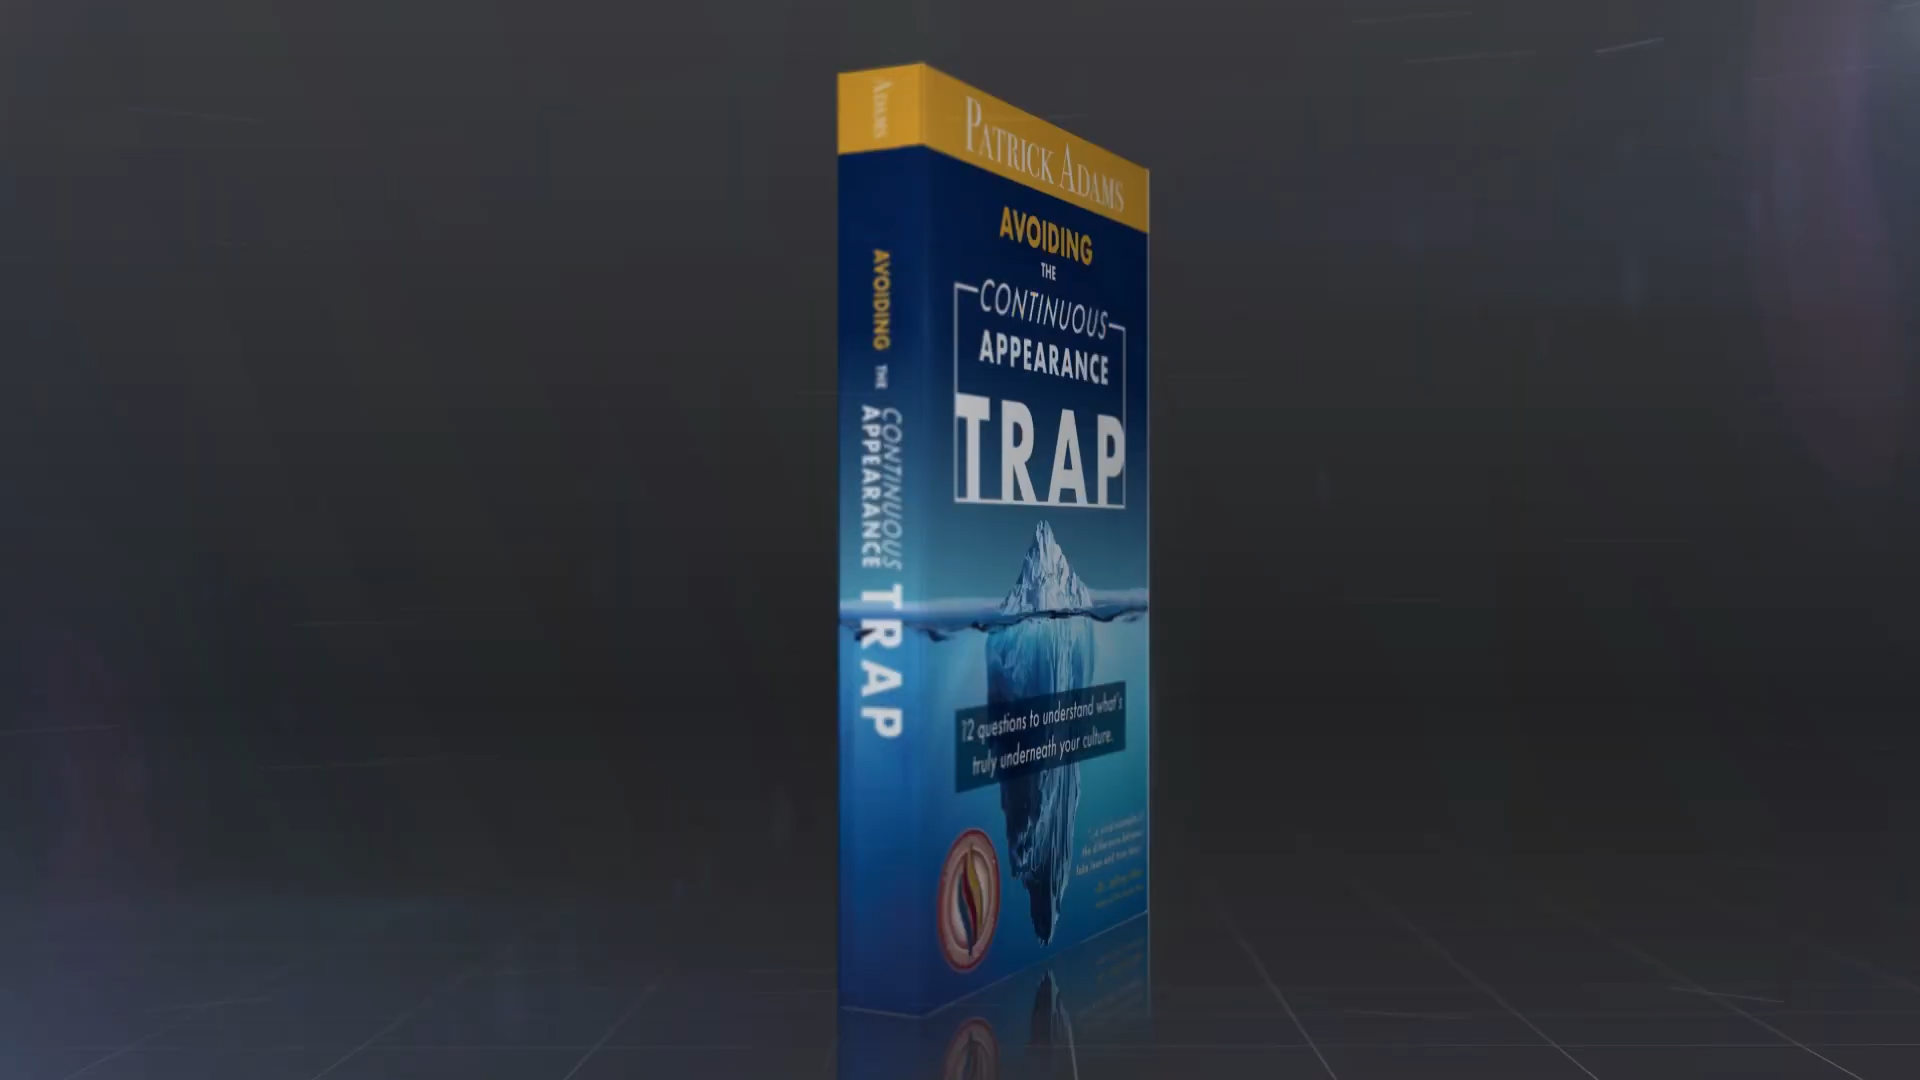 ADAMS
AVOIDING THE CONTINUOUS
APPEARANCE TRAP
PATRICK ADAMS
AVOIDING
THE
CONTINUOUS
APPEARANCE
TRAP
12 questions to understand what's
truly underneath your culture.